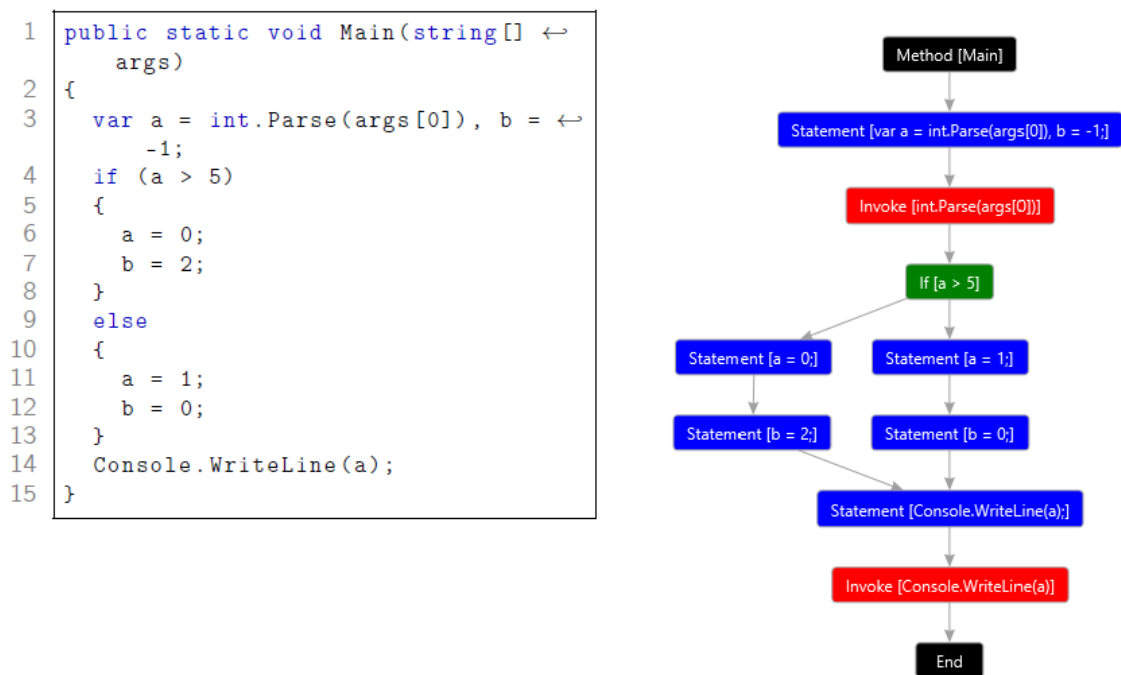 1 public static void Main(string[] ↩
args)
2 {
3 var a = int.Parse(args[0]), b = ↩
-1;
4 if (a > 5)
5 {
6 a = 0;
7 b = 2;
8 }
9 else
10 {
11 a = 1;
12 b = 0;
13 }
14 Console.WriteLine(a);
15 }
Method [Main]
Statement [var a = int.Parse(args[0]), b = -1;]
Invoke [int.Parse(args[0])]
If [a > 5]
Statement [a = 0;]
Statement [a = 1;]
Statement [b = 2;]
Statement [b = 0;]
Statement [Console.WriteLine(a);]
Invoke [Console.WriteLine(a)]
End